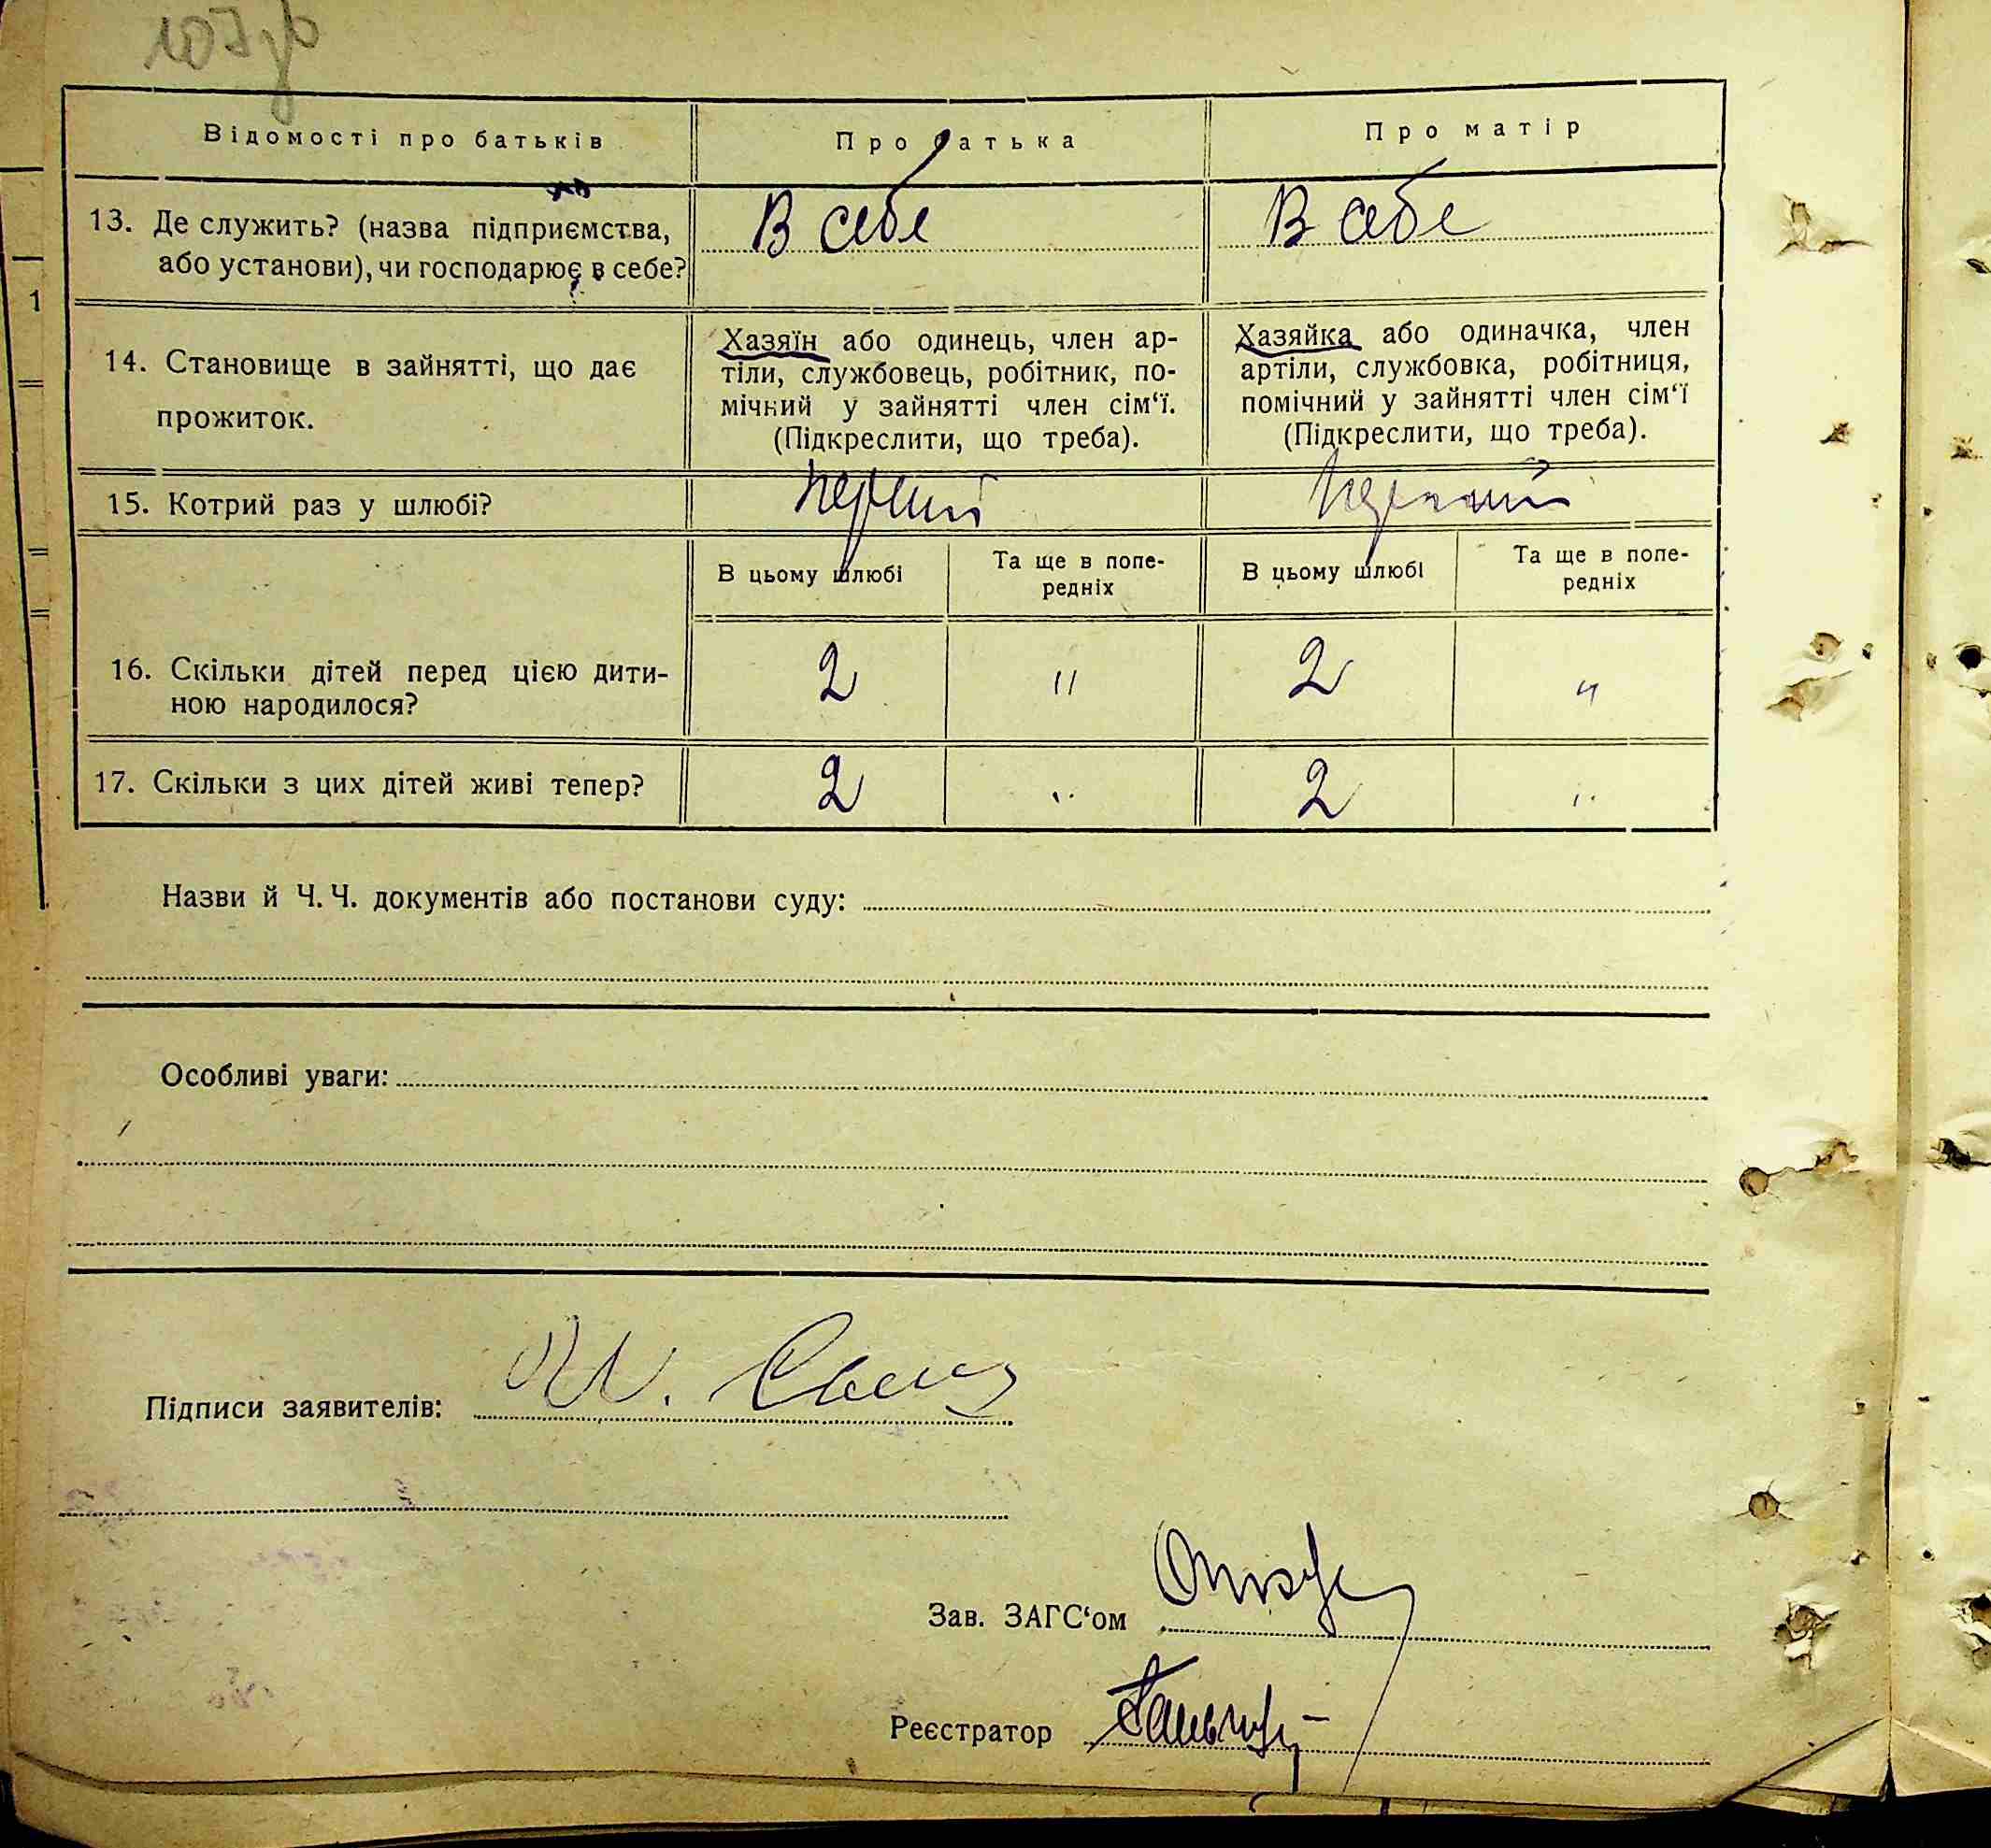 Відомості про батьків Про батька Про матір
13. Де служить? (назва підприємства, В себе В себе
або установи), чи господарює в себе?
Хазяїн або одинець, член ар- Хазяйка або одиначка, член
14. Становище в зайнятті, що дає тіли, службовець, робітник, по- артіли, службовка, робітниця,
прожиток. мічний у зайнятті член сім‘ї. помічний у зайнятті член сім‘ї
(Підкреслити, що треба). (Підкреслити, що треба).
15. Котрий раз у шлюбі? перший перший
В цьому шлюбі Та ще в попе- В цьому шлюбі Та ще в попе-
редніх редніх
16. Скільки дітей перед цією дити- 2 " 2 "
ною народилося?
17. Скільки з цих дітей живі тепер? 2 " 2 "
Назви й Ч. Ч. документів або постанови суду:
Особливі уваги:
Підписи заявителів:
Зав. ЗАГС‘ом
Реєстратор
1